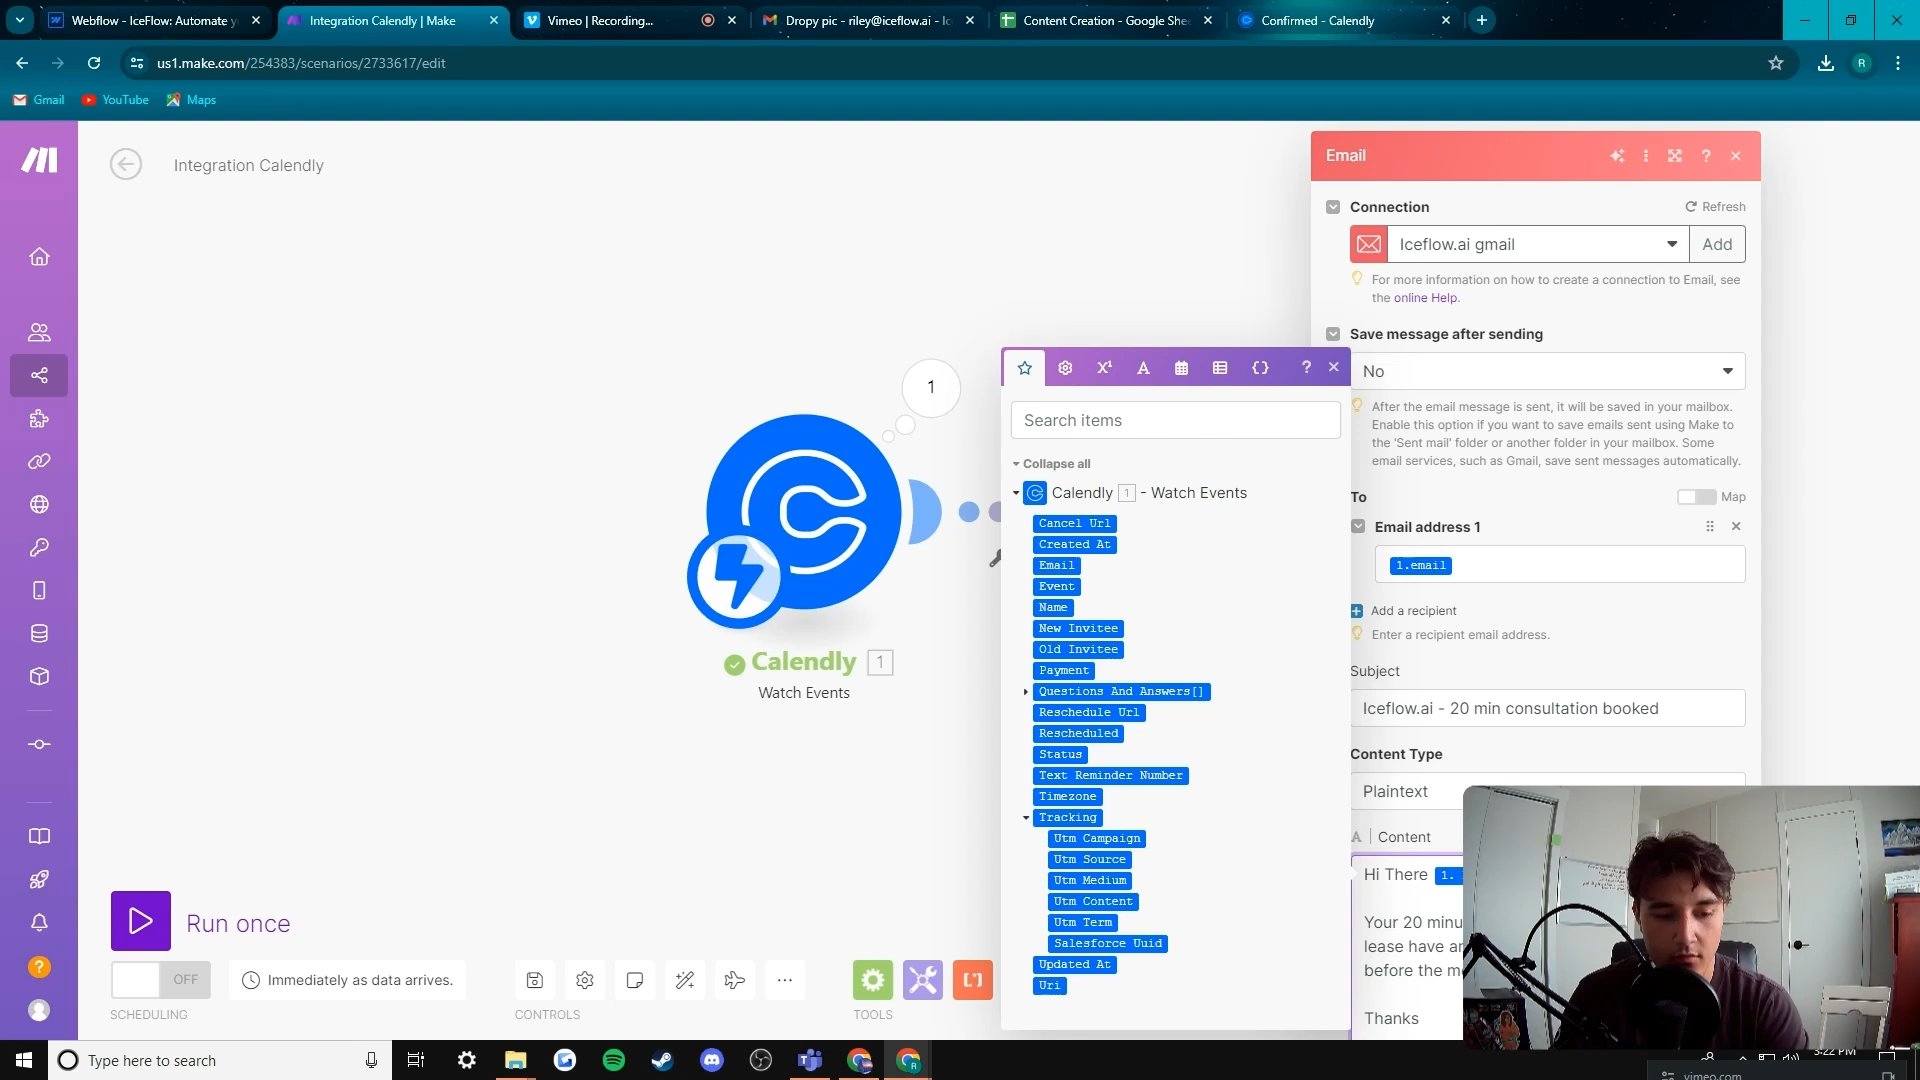 Webflow - IceFlow: Automate y
Integration Calendly | Make
Vimeo | Recording...
Dropy pic - riley@iceflow.ai - Ic
Content Creation - Google Shee
Confirmed - Calendly
us1.make.com/254383/scenarios/2733617/edit
R
Gmail
YouTube
Maps
Integration Calendly
Email
Connection
Refresh
Iceflow.ai gmail
Add
For more information on how to create a connection to Email, see
the online Help.
Save message after sending
No
After the email message is sent, it will be saved in your mailbox.
Enable this option if you want to save emails sent using Make to
the 'Sent mail' folder or another folder in your mailbox. Some
email services, such as Gmail, save sent messages automatically.
To
Map
Email address 1
1.email
Add a recipient
Enter a recipient email address.
Subject
Iceflow.ai - 20 min consultation booked
Content Type
Plaintext
A | Content
Hi There 1.
Your 20 minu
lease have an
before the m
Thanks
1
Calendly 1
Watch Events
Search items
Collapse all
Calendly 1 - Watch Events
Cancel Url
Created At
Email
Event
Name
New Invitee
Old Invitee
Payment
Questions And Answers[]
Reschedule Url
Rescheduled
Status
Text Reminder Number
Timezone
Tracking
Utm Campaign
Utm Source
Utm Medium
Utm Content
Utm Term
Salesforce Uuid
Updated At
Uri
Run once
OFF
Immediately as data arrives.
SCHEDULING
CONTROLS
TOOLS
Type here to search
3:22 PM
vimeo.com